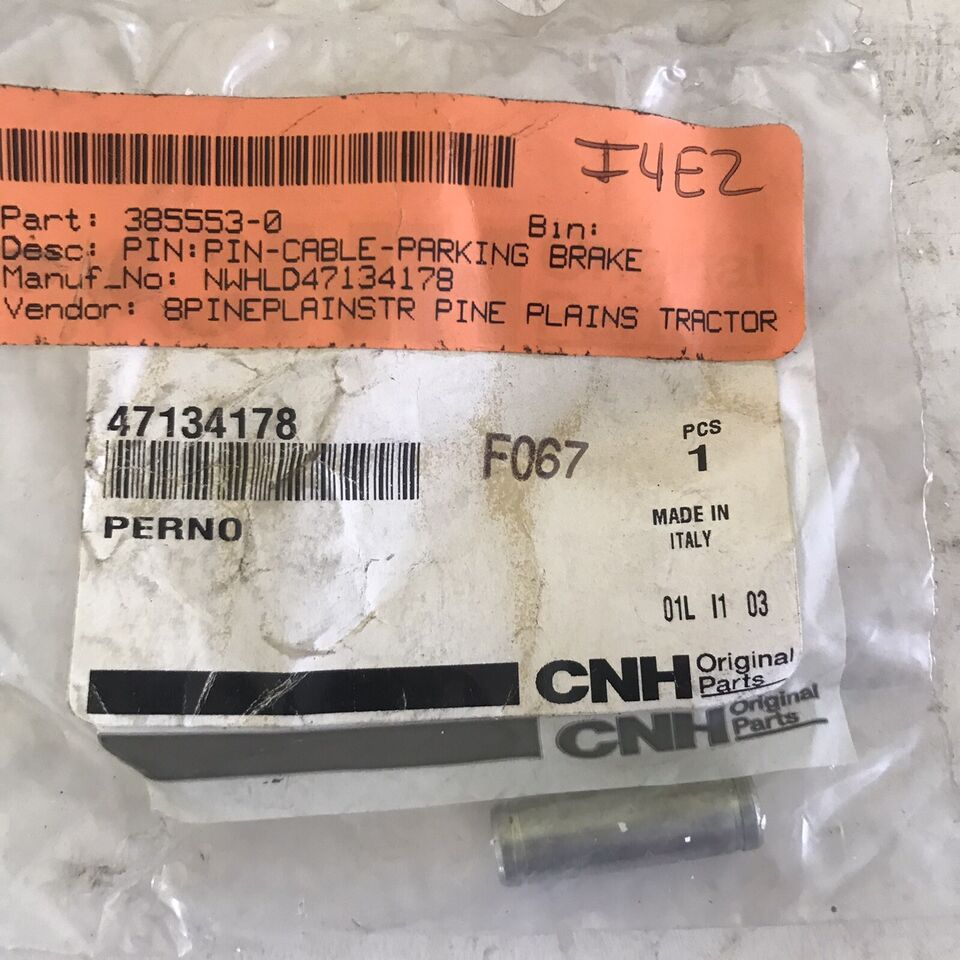 I4E2
Part: 385553-0 Bin:
Desc: PIN:PIN-CABLE-PARKING BRAKE
Manuf_No: NWHLD47134178
Vendor: 8PINEPLAINSTR PINE PLAINS TRACTOR
47134178
F067
PCS
1
PERNO
MADE IN
ITALY
01L I1 03
CNH Original
Parts
CNH Original
Parts